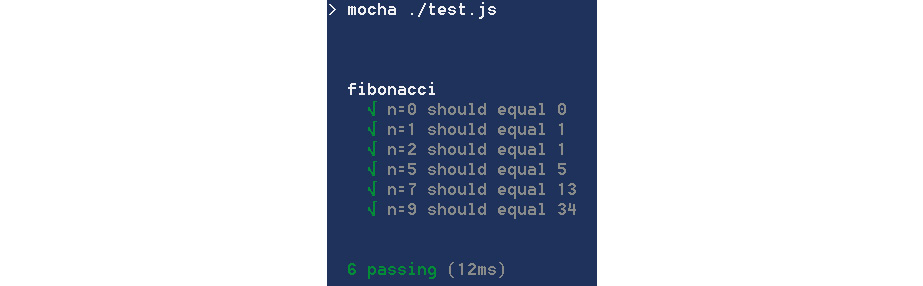 > mocha ./test.js
fibonacci
√ n=0 should equal 0
√ n=1 should equal 1
√ n=2 should equal 1
√ n=5 should equal 5
√ n=7 should equal 13
√ n=9 should equal 34
6 passing (12ms)